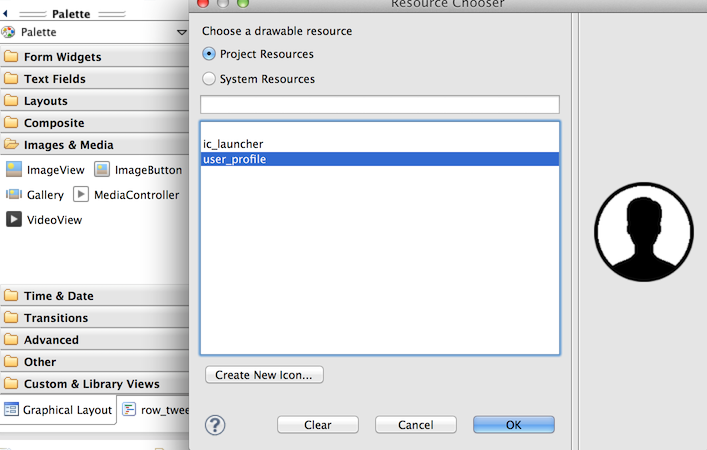 Palette
Palette
Form Widgets
Text Fields
Layouts
Composite
Images & Media
ImageView
ImageButton
Gallery
MediaController
VideoView
Time & Date
Transitions
Advanced
Other
Custom & Library Views
Graphical Layout
row_twee
Resource Chooser
Choose a drawable resource
Project Resources
System Resources
ic_launcher
user_profile
Create New Icon...
?
Clear
Cancel
OK